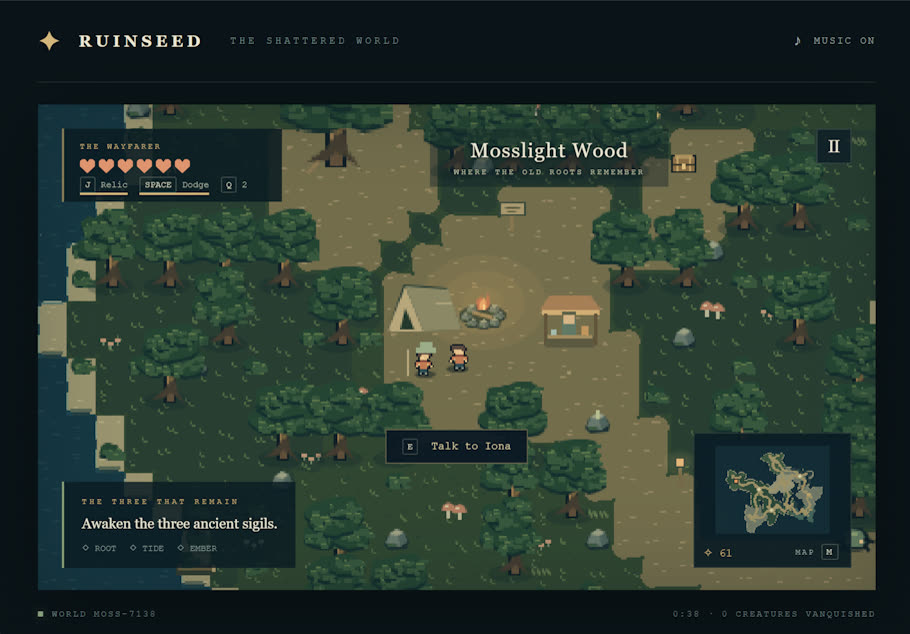 RUINSEED
THE SHATTERED WORLD
♪ MUSIC ON
THE WAYFARER
J Relic SPACE Dodge Q 2
Mosslight Wood
WHERE THE OLD ROOTS REMEMBER
II
E Talk to Iona
THE THREE THAT REMAIN
Awaken the three ancient sigils.
◇ ROOT ◇ TIDE ◇ EMBER
✧ 61 MAP M
WORLD MOSS-7138
0:38 · 0 CREATURES VANQUISHED